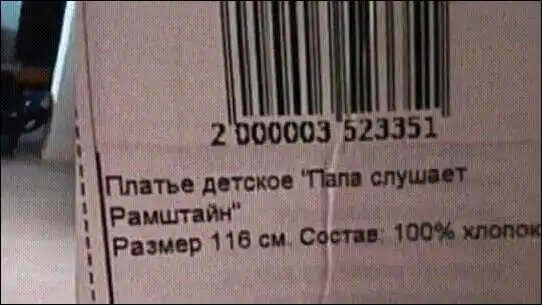 2 000003 523351
Платье детское "Папа слушает
Рамштайн"
Размер 116 см. Состав: 100% хлопок